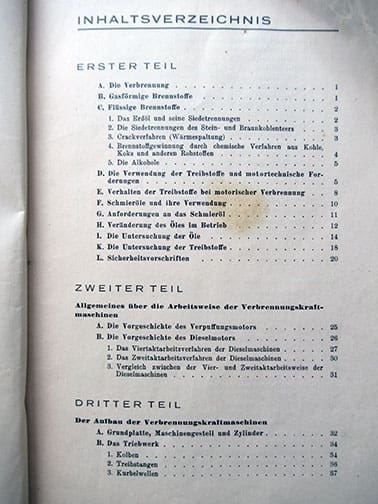 INHALTSVERZEICHNIS
ERSTER TEIL
A. Die Verbrennung . . . . . . . . . . . . . . . 1
B. Gasförmige Brennstoffe . . . . . . . . . . . . 1
C. Flüssige Brennstoffe . . . . . . . . . . . . . 2
1. Das Erdöl und seine Siedetrennungen . . . . . . . 2
2. Die Siedetrennungen des Stein- und Braunkohlenteers . . 3
3. Crackverfahren (Wärmespaltung) . . . . . . . . 3
4. Brennstoffgewinnung durch chemische Verfahren aus Kohle,
Koks und anderen Rohstoffen . . . . . . . . . 4
5. Die Alkohole . . . . . . . . . . . . . . . 5
D. Die Verwendung der Treibstoffe und motortechnische For-
derungen . . . . . . . . . . . . . . . . . 5
E. Verhalten der Treibstoffe bei motorischer Verbrennung . . 8
F. Schmieröle und ihre Verwendung . . . . . . . . . 10
G. Anforderungen an das Schmieröl . . . . . . . . . 11
H. Veränderung des Öles im Betrieb . . . . . . . . . 12
I. Die Untersuchung der Öle . . . . . . . . . . . 14
K. Die Untersuchung der Treibstoffe . . . . . . . . . 18
L. Sicherheitsvorschriften . . . . . . . . . . . . 20
ZWEITER TEIL
Allgemeines über die Arbeitsweise der Verbrennungskraft-
maschinen
A. Die Vorgeschichte des Verpuffungsmotors . . . . . . 25
B. Die Vorgeschichte des Dieselmotors . . . . . . . . 26
1. Das Viertaktarbeitsverfahren der Dieselmaschinen . . . 27
2. Das Zweitaktarbeitsverfahren der Dieselmaschinen . . . 30
3. Vergleich zwischen der Vier- und Zweitaktarbeitsweise der
Dieselmaschinen . . . . . . . . . . . . . . 31
DRITTER TEIL
Der Aufbau der Verbrennungskraftmaschinen
A. Grundplatte, Maschinengestell und Zylinder . . . . . 32
B. Das Triebwerk . . . . . . . . . . . . . . . 34
1. Kolben . . . . . . . . . . . . . . . . . 34
2. Treibstangen . . . . . . . . . . . . . . . 36
3. Kurbelwellen . . . . . . . . . . . . . . . 37